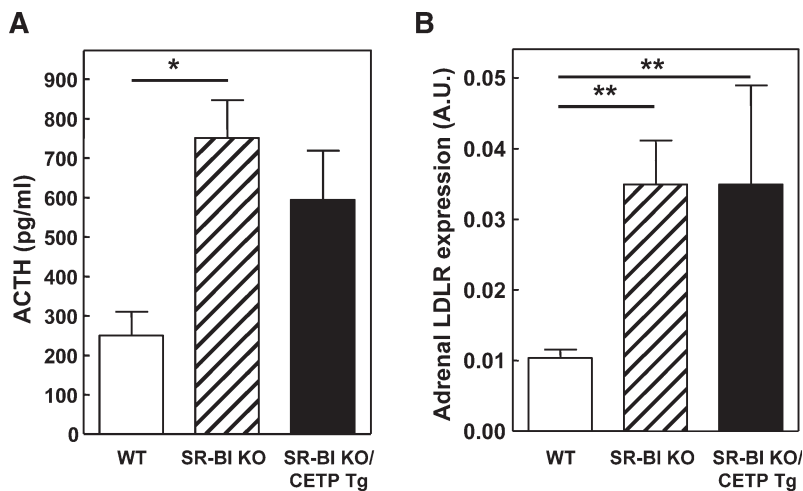 A
ACTH (pg/ml)
900
800
700
600
500
400
300
200
100
0
*
WT
SR-BI KO
SR-BI KO/
CETP Tg
B
Adrenal LDLR expression (A.U.)
0.05
0.04
0.03
0.02
0.01
0.00
**
**
WT
SR-BI KO
SR-BI KO/
CETP Tg